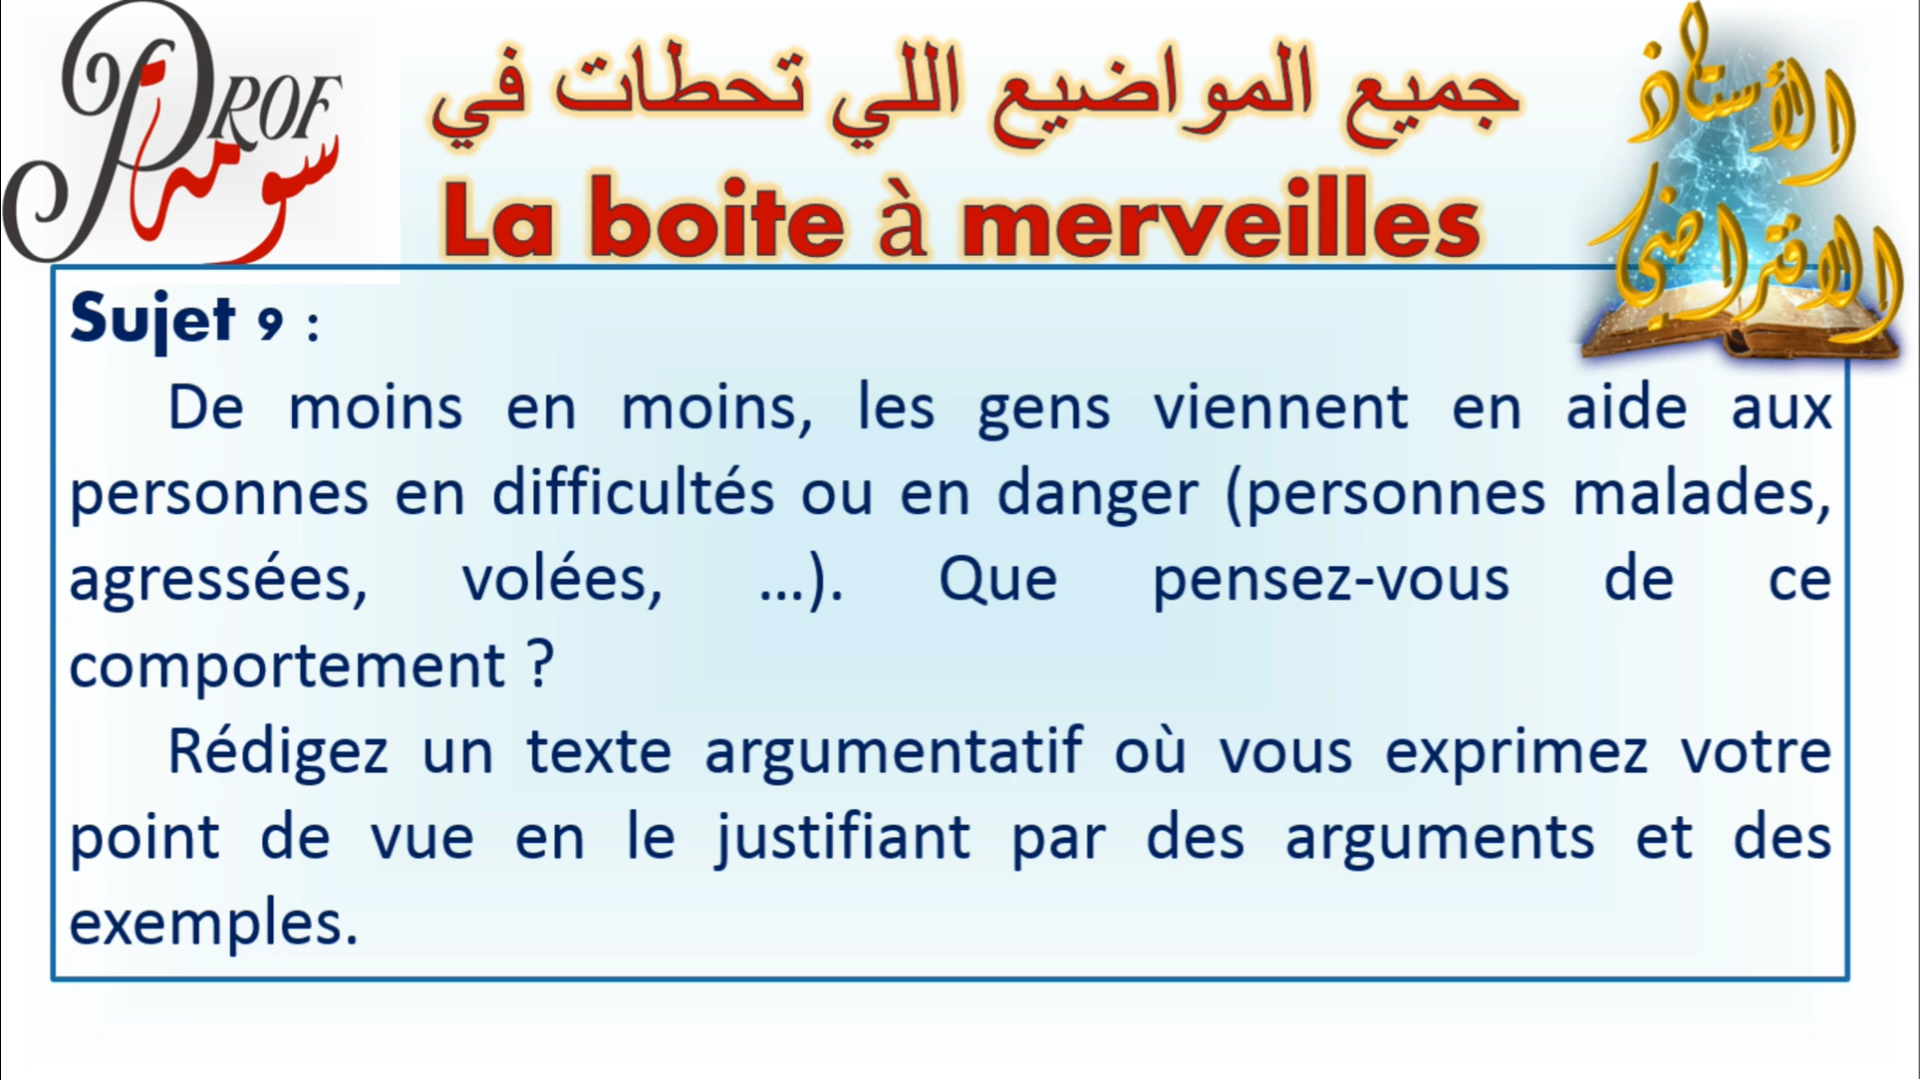 PROF سومية
جميع المواضيع اللي تحطات في
الأستاذ
La boite à merveilles
الافتراضي
Sujet 9 :
De moins en moins, les gens viennent en aide aux
personnes en difficultés ou en danger (personnes malades,
agressées, volées, ...). Que pensez-vous de ce
comportement ?
Rédigez un texte argumentatif où vous exprimez votre
point de vue en le justifiant par des arguments et des
exemples.